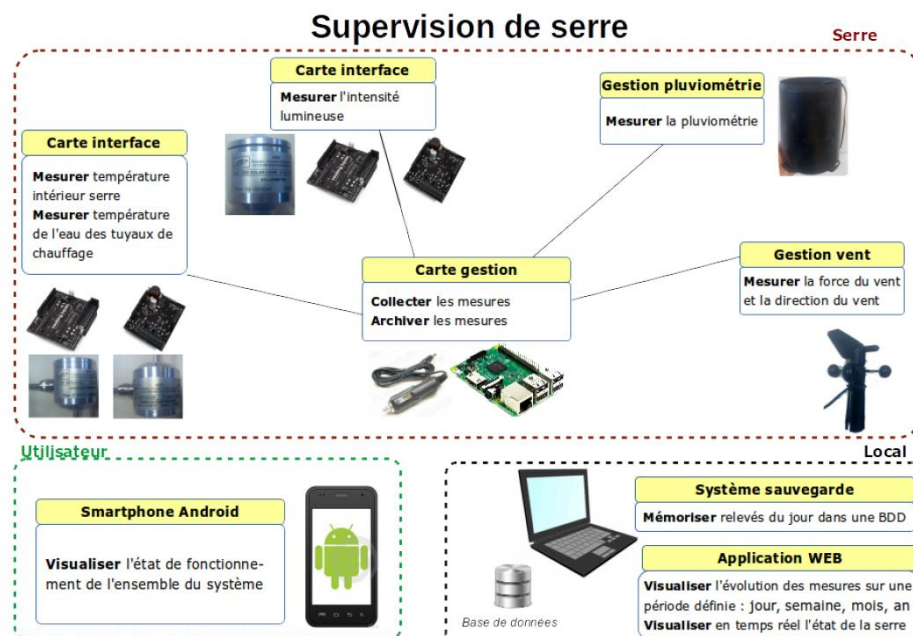 Supervision de serre
Serre
Carte interface
Mesurer l'intensité
lumineuse
Gestion pluviométrie
Mesurer la pluviométrie
Carte interface
Mesurer température
intérieur serre
Mesurer température
de l'eau des tuyaux de
chauffage
Carte gestion
Collecter les mesures
Archiver les mesures
Gestion vent
Mesurer la force du vent
et la direction du vent
Utilisateur
Smartphone Android
Visualiser l'état de fonctionne-
ment de l'ensemble du système
Local
Système sauvegarde
Mémoriser relevés du jour dans une BDD
Application WEB
Visualiser l'évolution des mesures sur une
période définie : jour, semaine, mois, an
Visualiser en temps réel l'état de la serre
Base de données